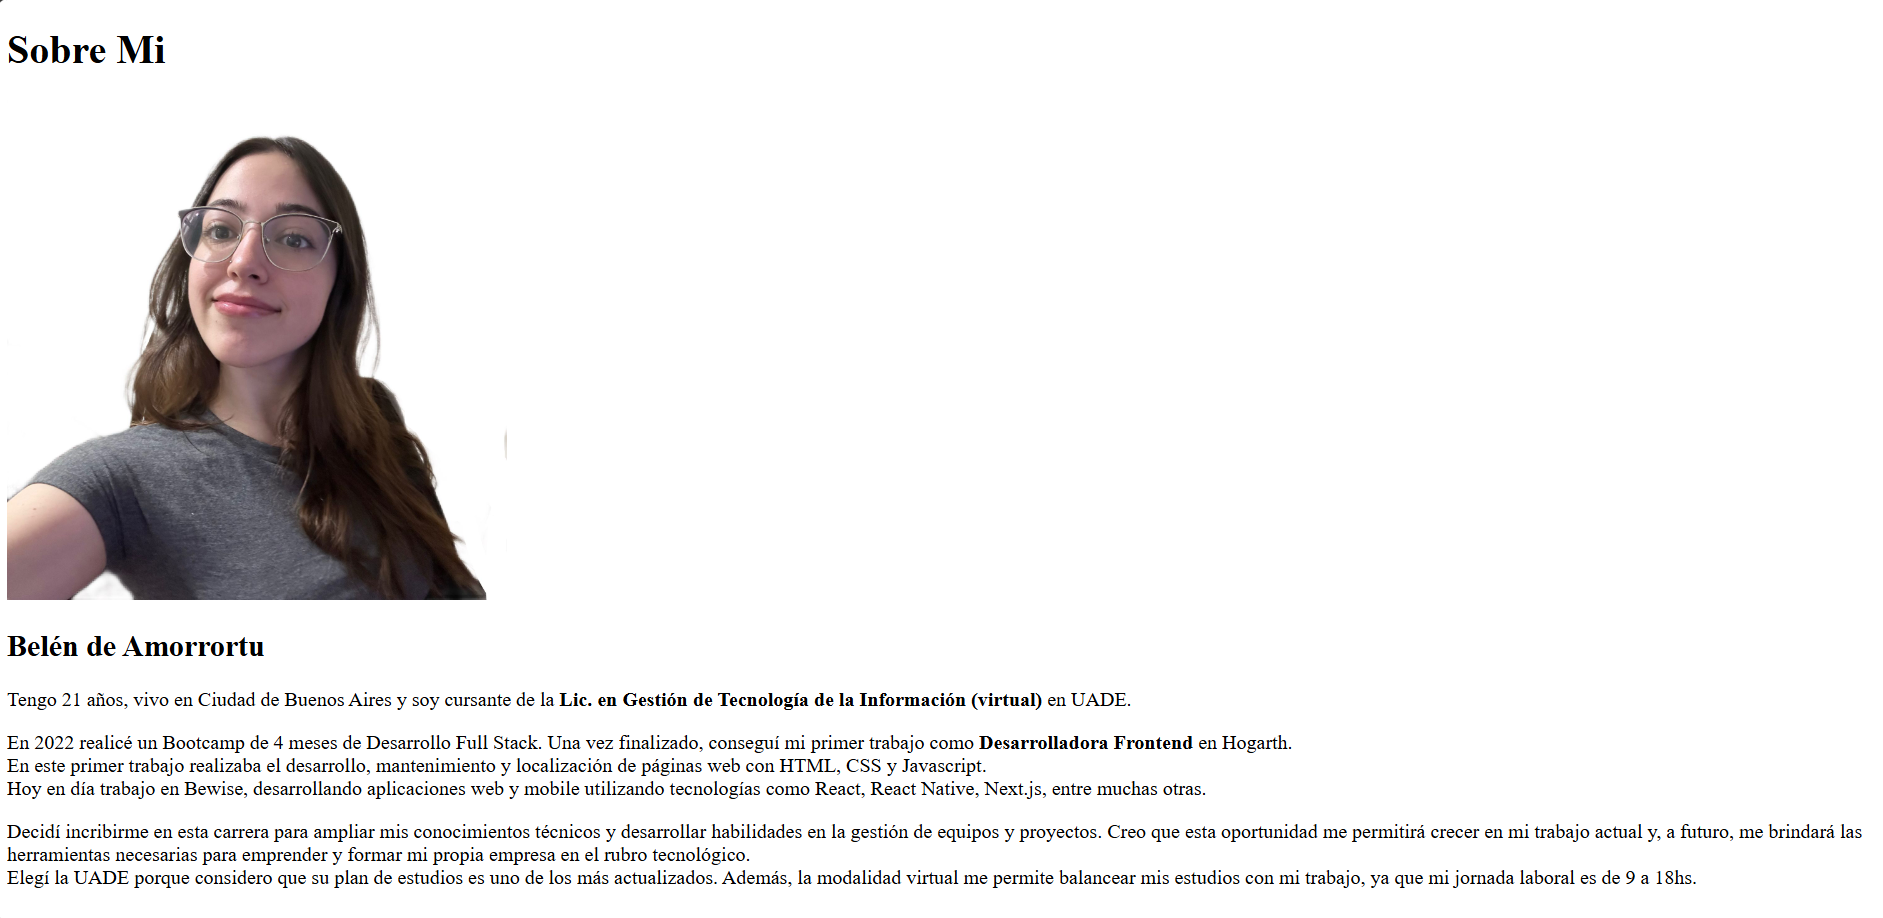 Sobre Mi
Belén de Amorrortu
Tengo 21 años, vivo en Ciudad de Buenos Aires y soy cursante de la Lic. en Gestión de Tecnología de la Información (virtual) en UADE.
En 2022 realicé un Bootcamp de 4 meses de Desarrollo Full Stack. Una vez finalizado, conseguí mi primer trabajo como Desarrolladora Frontend en Hogarth.
En este primer trabajo realizaba el desarrollo, mantenimiento y localización de páginas web con HTML, CSS y Javascript.
Hoy en día trabajo en Bewise, desarrollando aplicaciones web y mobile utilizando tecnologías como React, React Native, Next.js, entre muchas otras.
Decidí incribirme en esta carrera para ampliar mis conocimientos técnicos y desarrollar habilidades en la gestión de equipos y proyectos. Creo que esta oportunidad me permitirá crecer en mi trabajo actual y, a futuro, me brindará las
herramientas necesarias para emprender y formar mi propia empresa en el rubro tecnológico.
Elegí la UADE porque considero que su plan de estudios es uno de los más actualizados. Además, la modalidad virtual me permite balancear mis estudios con mi trabajo, ya que mi jornada laboral es de 9 a 18hs.